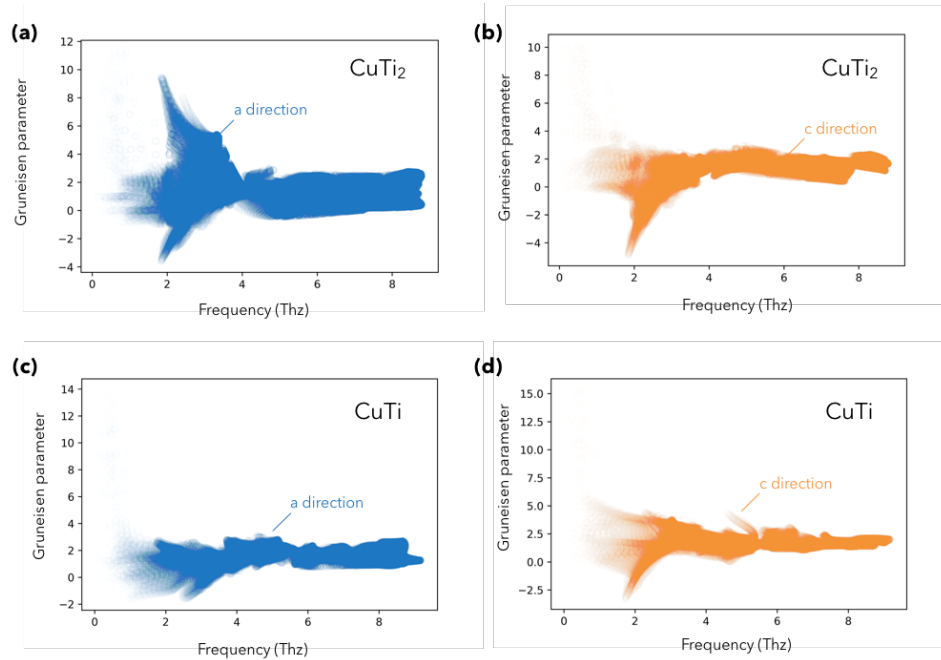 (a)
12
10
8
6
4
2
0
−2
−4
Gruneisen parameter
CuTi₂
a direction
0 2 4 6 8
Frequency (Thz)
(b)
10
8
6
4
2
0
−2
−4
Gruneisen parameter
CuTi₂
c direction
0 2 4 6 8
Frequency (Thz)
(c)
14
12
10
8
6
4
2
0
−2
Gruneisen parameter
CuTi
a direction
0 2 4 6 8
Frequency (Thz)
(d)
15.0
12.5
10.0
7.5
5.0
2.5
0.0
−2.5
Gruneisen parameter
CuTi
c direction
0 2 4 6 8
Frequency (Thz)